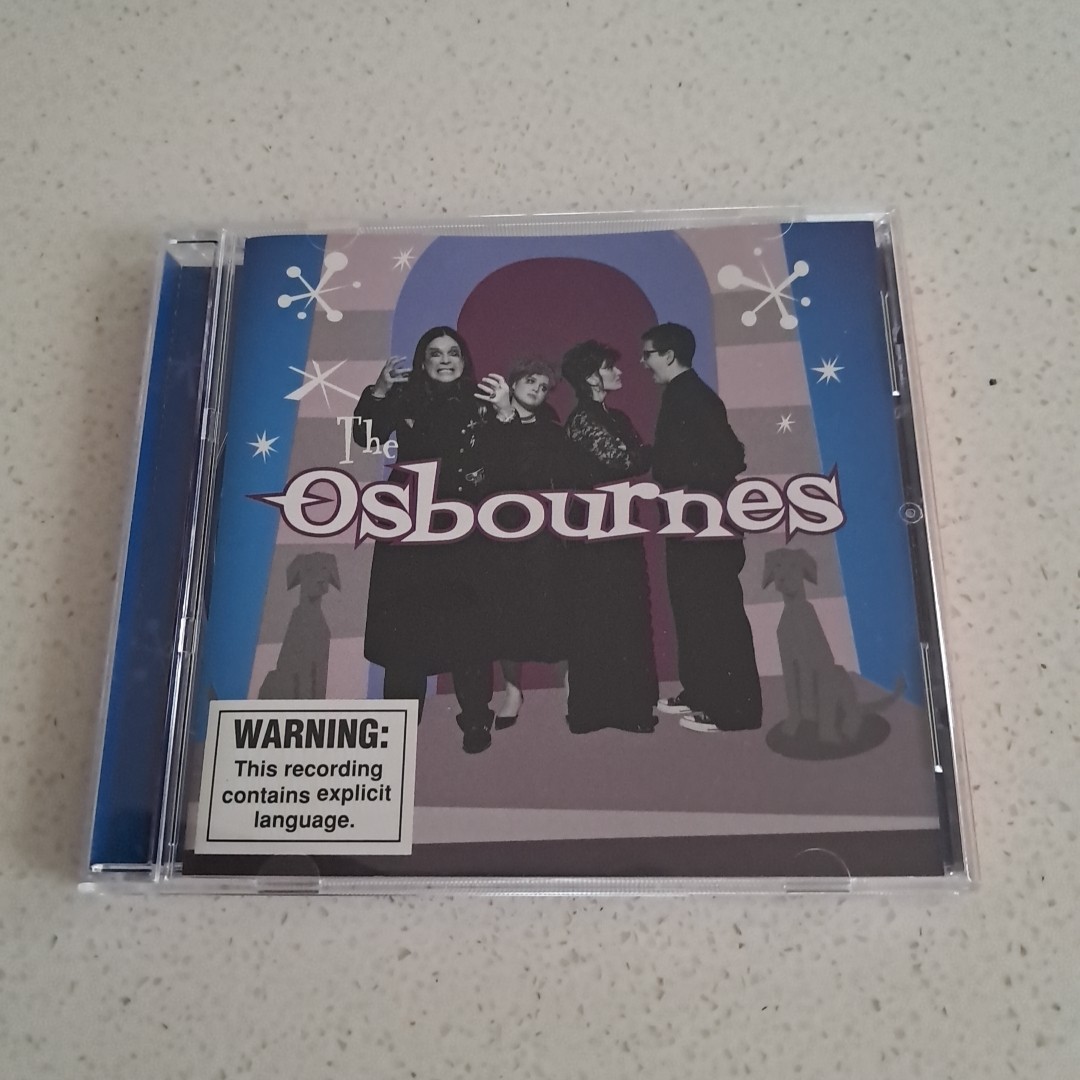 The
Osbournes
WARNING:
This recording
contains explicit
language.